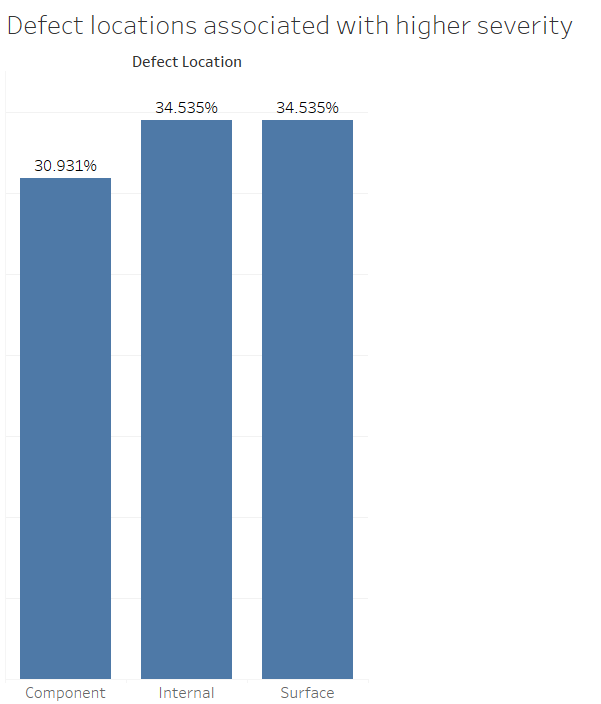 Defect locations associated with higher severity
Defect Location
34.535% 34.535%
30.931%
Component Internal Surface